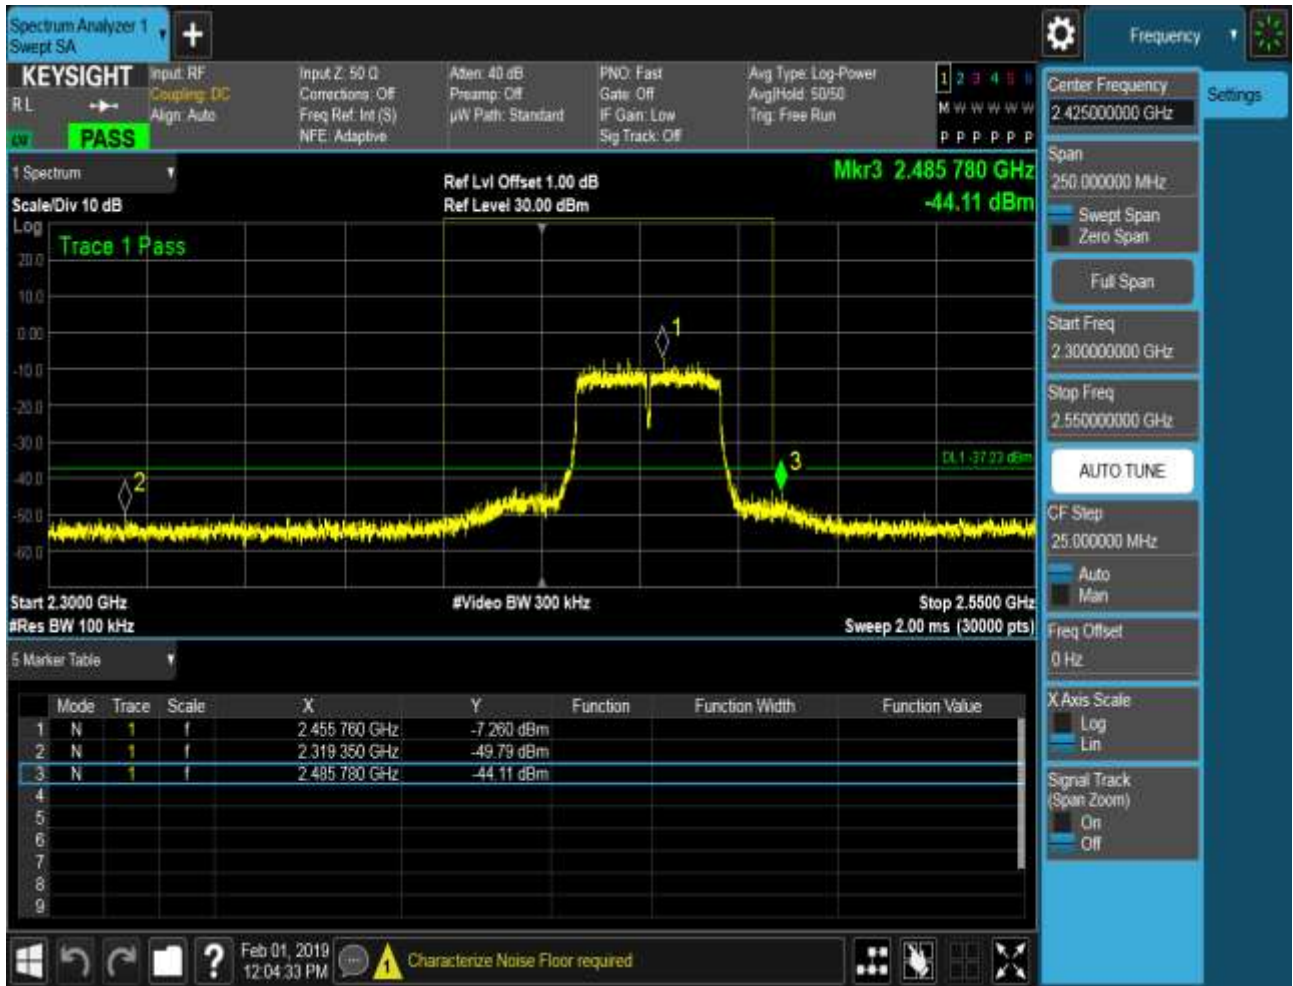 Spectrum Analyzer 1
Swept SA
Frequency
KEYSIGHT
R L
PASS
Input: RF
Coupling: DC
Align: Auto
Input Z: 50 Ω
Corrections: Off
Freq Ref: Int (S)
NFE: Adaptive
Atten: 40 dB
Preamp: Off
µW Path: Standard
PNO: Fast
Gate: Off
IF Gain: Low
Sig Track: Off
Avg Type: Log-Power
Avg|Hold: 50/50
Trig: Free Run
1 2 3 4 5 6
M W W W W W
P P P P P P
1 Spectrum
Scale/Div 10 dB
Ref Lvl Offset 1.00 dB
Ref Level 30.00 dBm
Mkr3 2.485 780 GHz
-44.11 dBm
Log
Trace 1 Pass
20.0
10.0
0.00
-10.0
-20.0
-30.0
-40.0
-50.0
-60.0
1
2
3
DL1 -37.23 dBm
Start 2.3000 GHz
#Video BW 300 kHz
Stop 2.5500 GHz
#Res BW 100 kHz
Sweep 2.00 ms (30000 pts)
5 Marker Table
Mode Trace Scale X Y Function Function Width Function Value
1 N 1 f 2.455 760 GHz -7.260 dBm
2 N 1 f 2.319 350 GHz -49.79 dBm
3 N 1 f 2.485 780 GHz -44.11 dBm
4
5
6
7
8
9
Feb 01, 2019
12:04:33 PM
1
Characterize Noise Floor required
Settings
Center Frequency
2.425000000 GHz
Span
250.000000 MHz
Swept Span
Zero Span
Full Span
Start Freq
2.300000000 GHz
Stop Freq
2.550000000 GHz
AUTO TUNE
CF Step
25.000000 MHz
Auto
Man
Freq Offset
0 Hz
X Axis Scale
Log
Lin
Signal Track
(Span Zoom)
On
Off